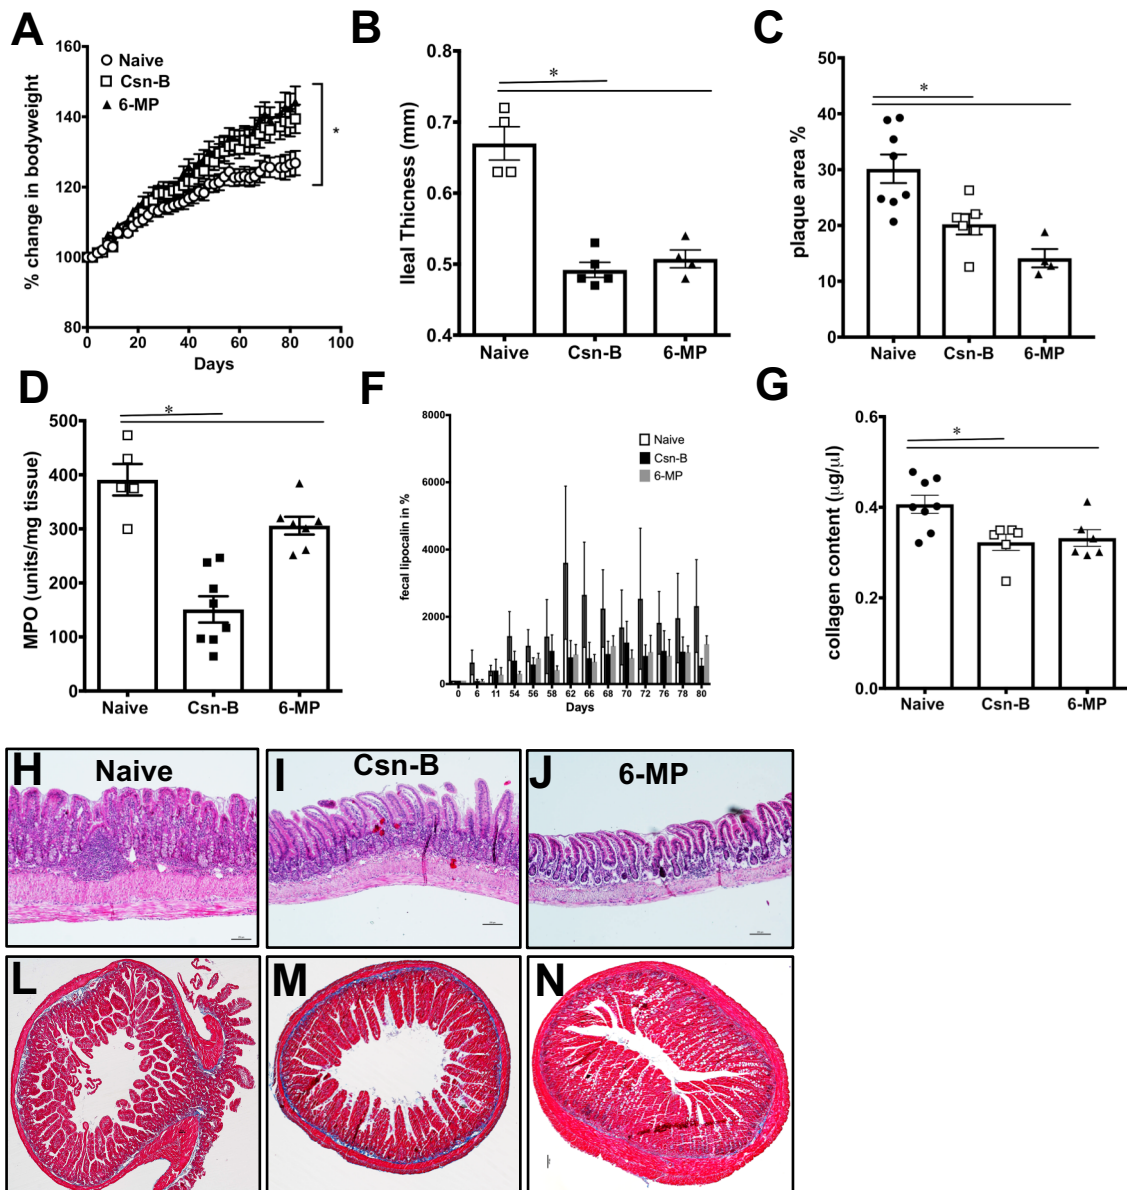 A
% change in bodyweight
160
140
120
100
80
Naive
Csn-B
6-MP
*
0 20 40 60 80 100
Days
B
Ileal Thicness (mm)
0.8
0.7
0.6
0.5
0.4
*
Naive Csn-B 6-MP
C
plaque area %
50
40
30
20
10
0
*
Naive Csn-B 6-MP
D
MPO (units/mg tissue)
500
400
300
200
100
0
*
Naive Csn-B 6-MP
F
fecal lipocalin in %
8000
6000
4000
2000
0
Naive
Csn-B
6-MP
0 6 11 54 56 58 62 66 68 70 72 76 78 80
Days
G
collagen content (µg/µl)
0.6
0.4
0.2
0.0
*
Naive Csn-B 6-MP
H Naive
I Csn-B
J 6-MP
L
M
N